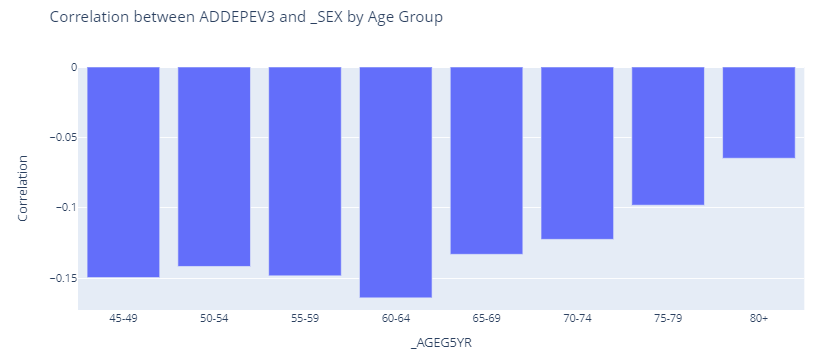 Correlation between ADDEPEV3 and _SEX by Age Group
0
−0.05
−0.1
−0.15
Correlation
45-49 50-54 55-59 60-64 65-69 70-74 75-79 80+
_AGEG5YR